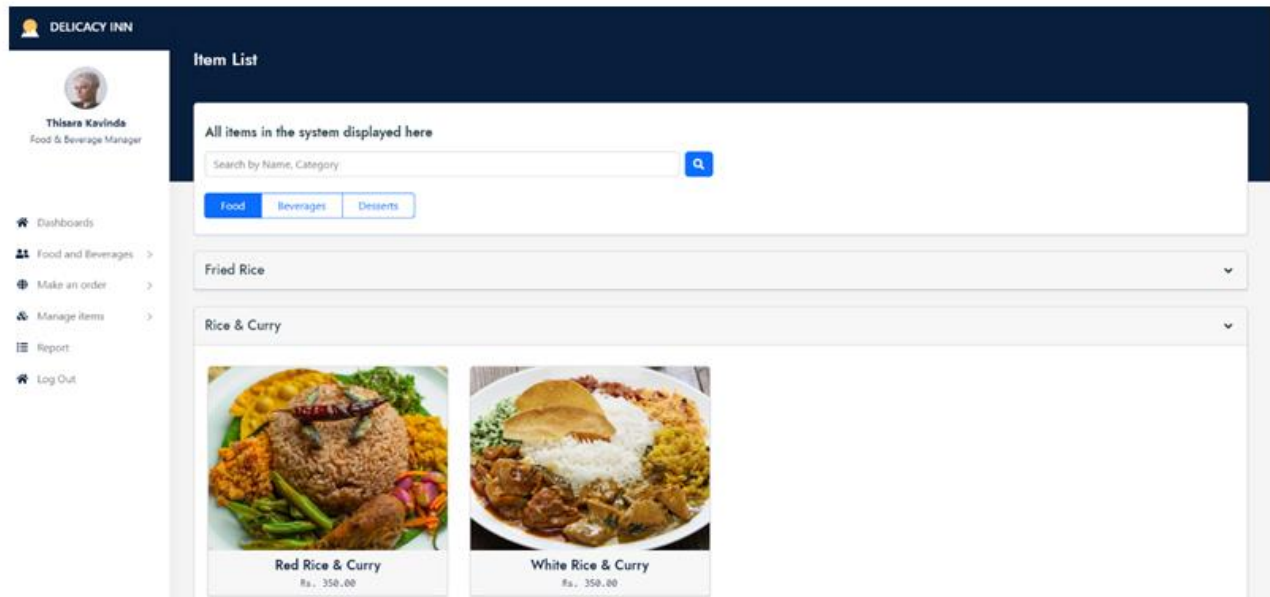 DELICACY INN
Thisara Kavinda
Food & Beverage Manager
Dashboards
Food and Beverages
Make an order
Manage items
Report
Log Out
Item List
All items in the system displayed here
Search by Name, Category
Food Beverages Desserts
Fried Rice
Rice & Curry
Red Rice & Curry White Rice & Curry
Rs. 350.00 Rs. 350.00